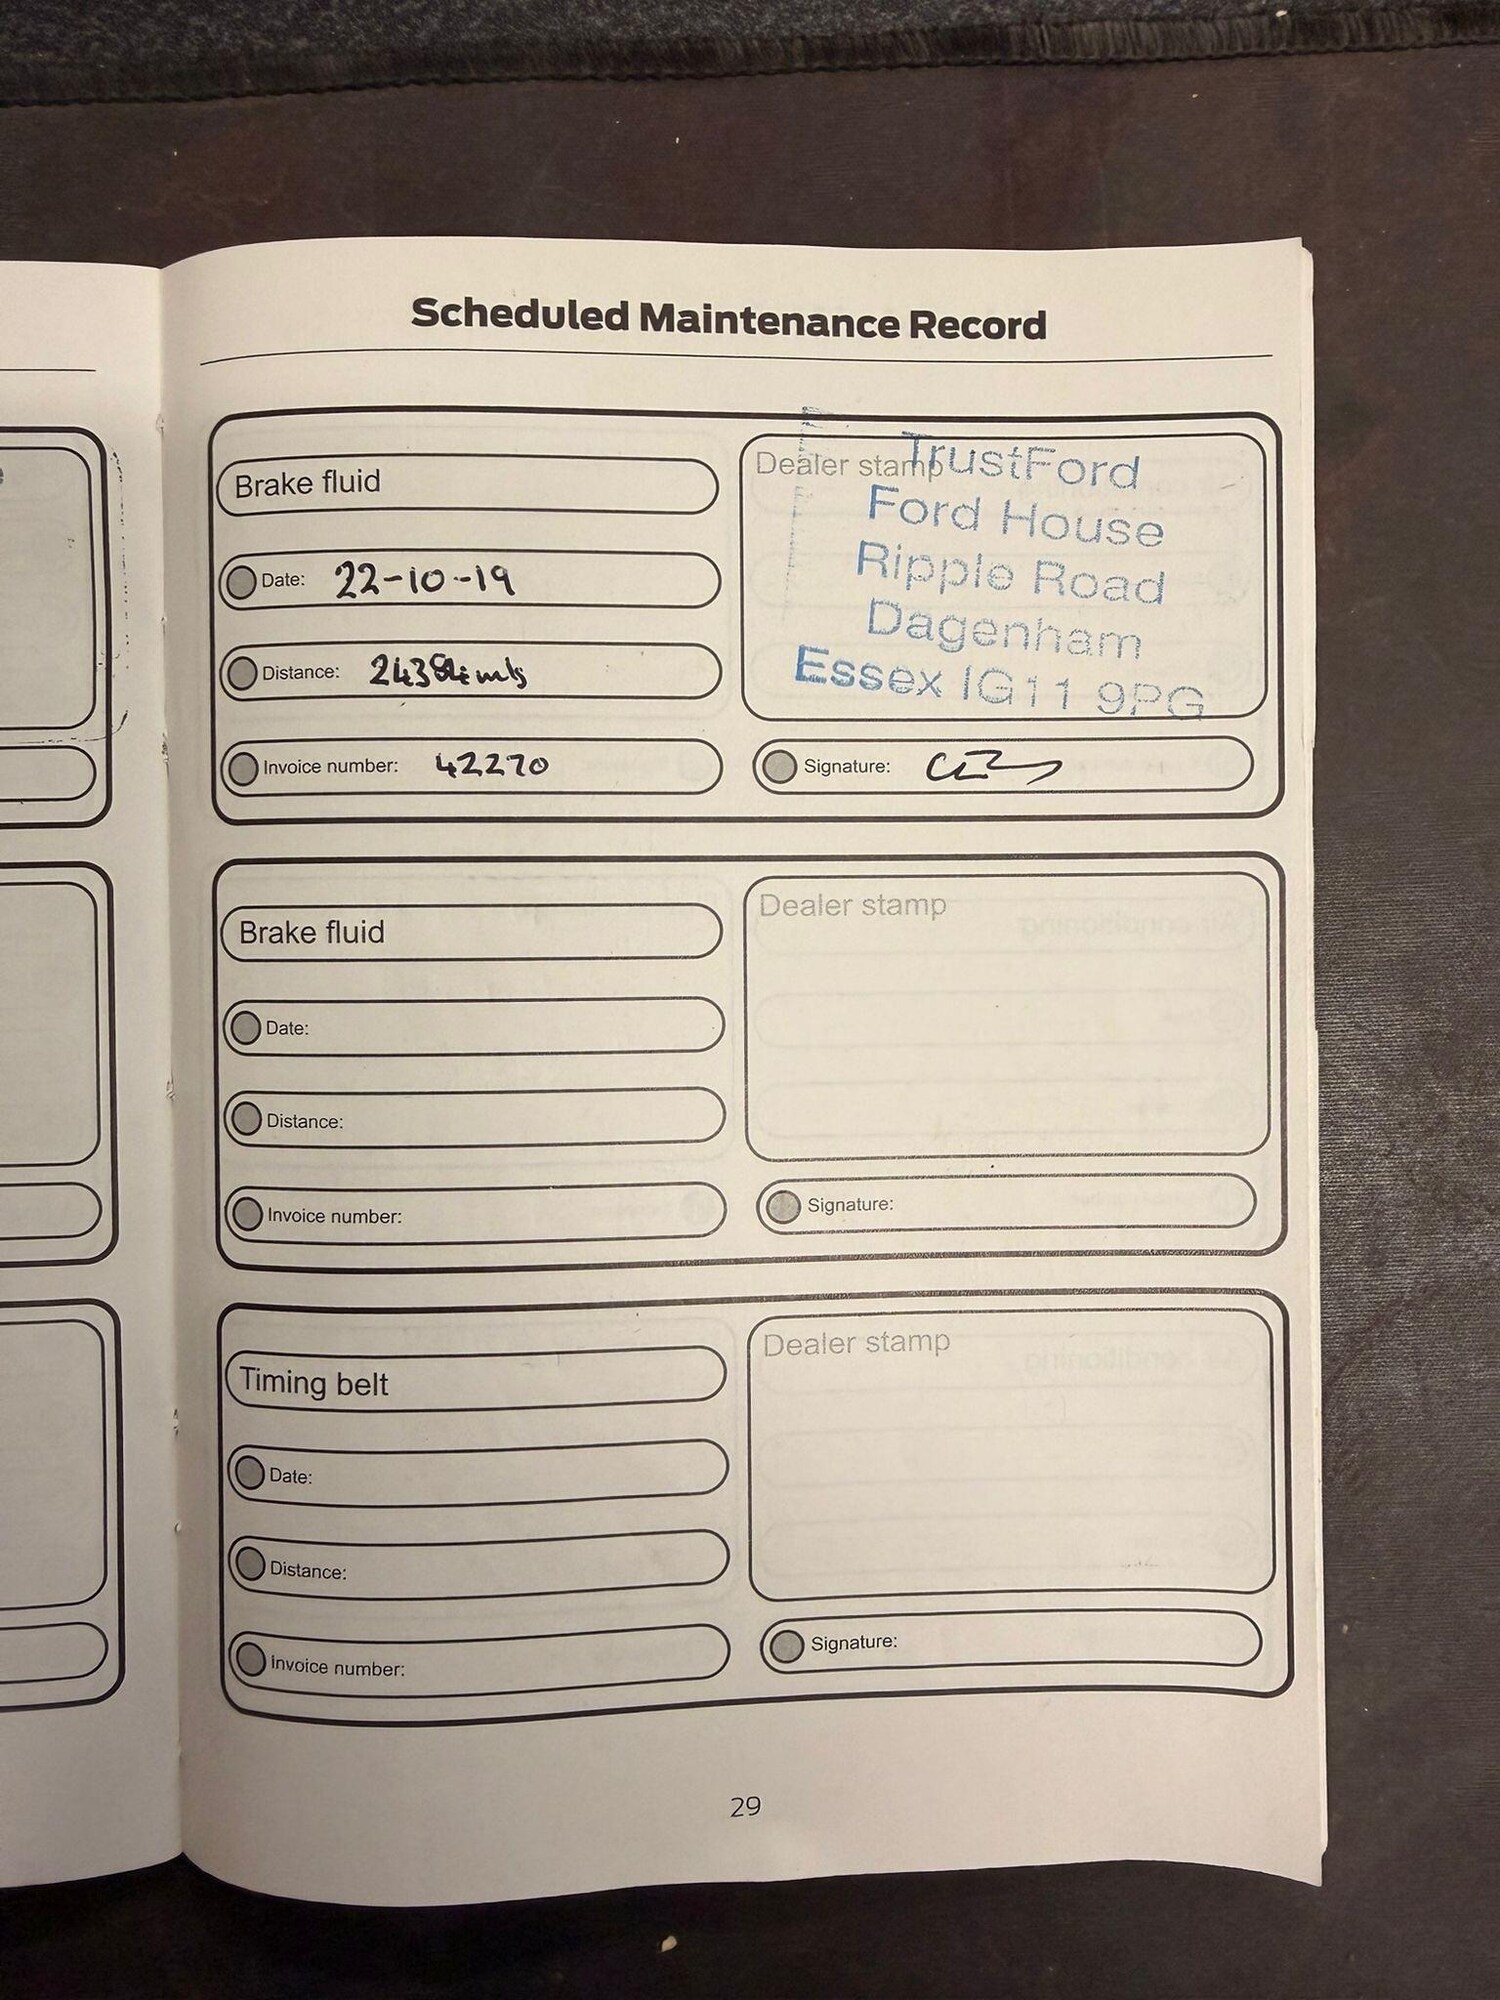 Scheduled Maintenance Record
Brake fluid
Date: 22-10-19
Distance:
Invoice number: 42270
Dealer stamp
TrustFord
Ford House
Ripple Road
Dagenham
Essex IG11 9PG
Signature:
Brake fluid
Date:
Distance:
Invoice number:
Dealer stamp
Signature:
Timing belt
Date:
Distance:
Invoice number:
Dealer stamp
Signature:
29